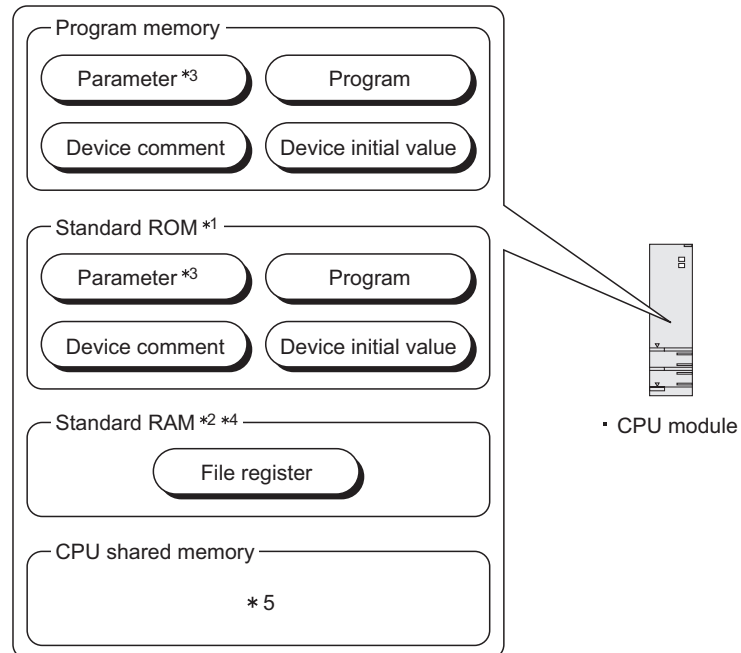 Program memory
Parameter *3
Program
Device comment
Device initial value
Standard ROM *1
Parameter *3
Program
Device comment
Device initial value
Standard RAM *2 *4
File register
CPU shared memory
* 5
▪ CPU module